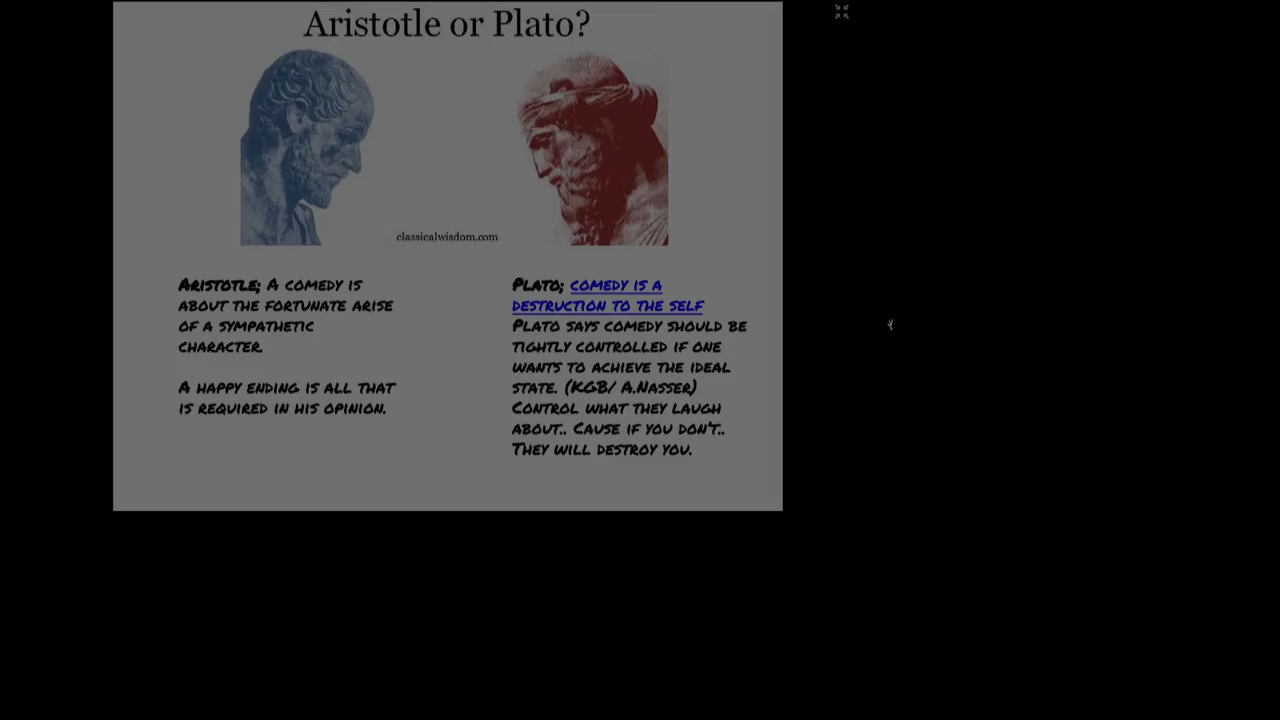 Aristotle or Plato?
classicalwisdom.com
Aristotle; A comedy is
about the fortunate arise
of a sympathetic
character.
A happy ending is all that
is required in his opinion.
Plato; comedy is a
destruction to the self
Plato says comedy should be
tightly controlled if one
wants to achieve the ideal
state. (KGB/ A.Nasser)
Control what they laugh
about.. Cause if you don't..
They will destroy you.